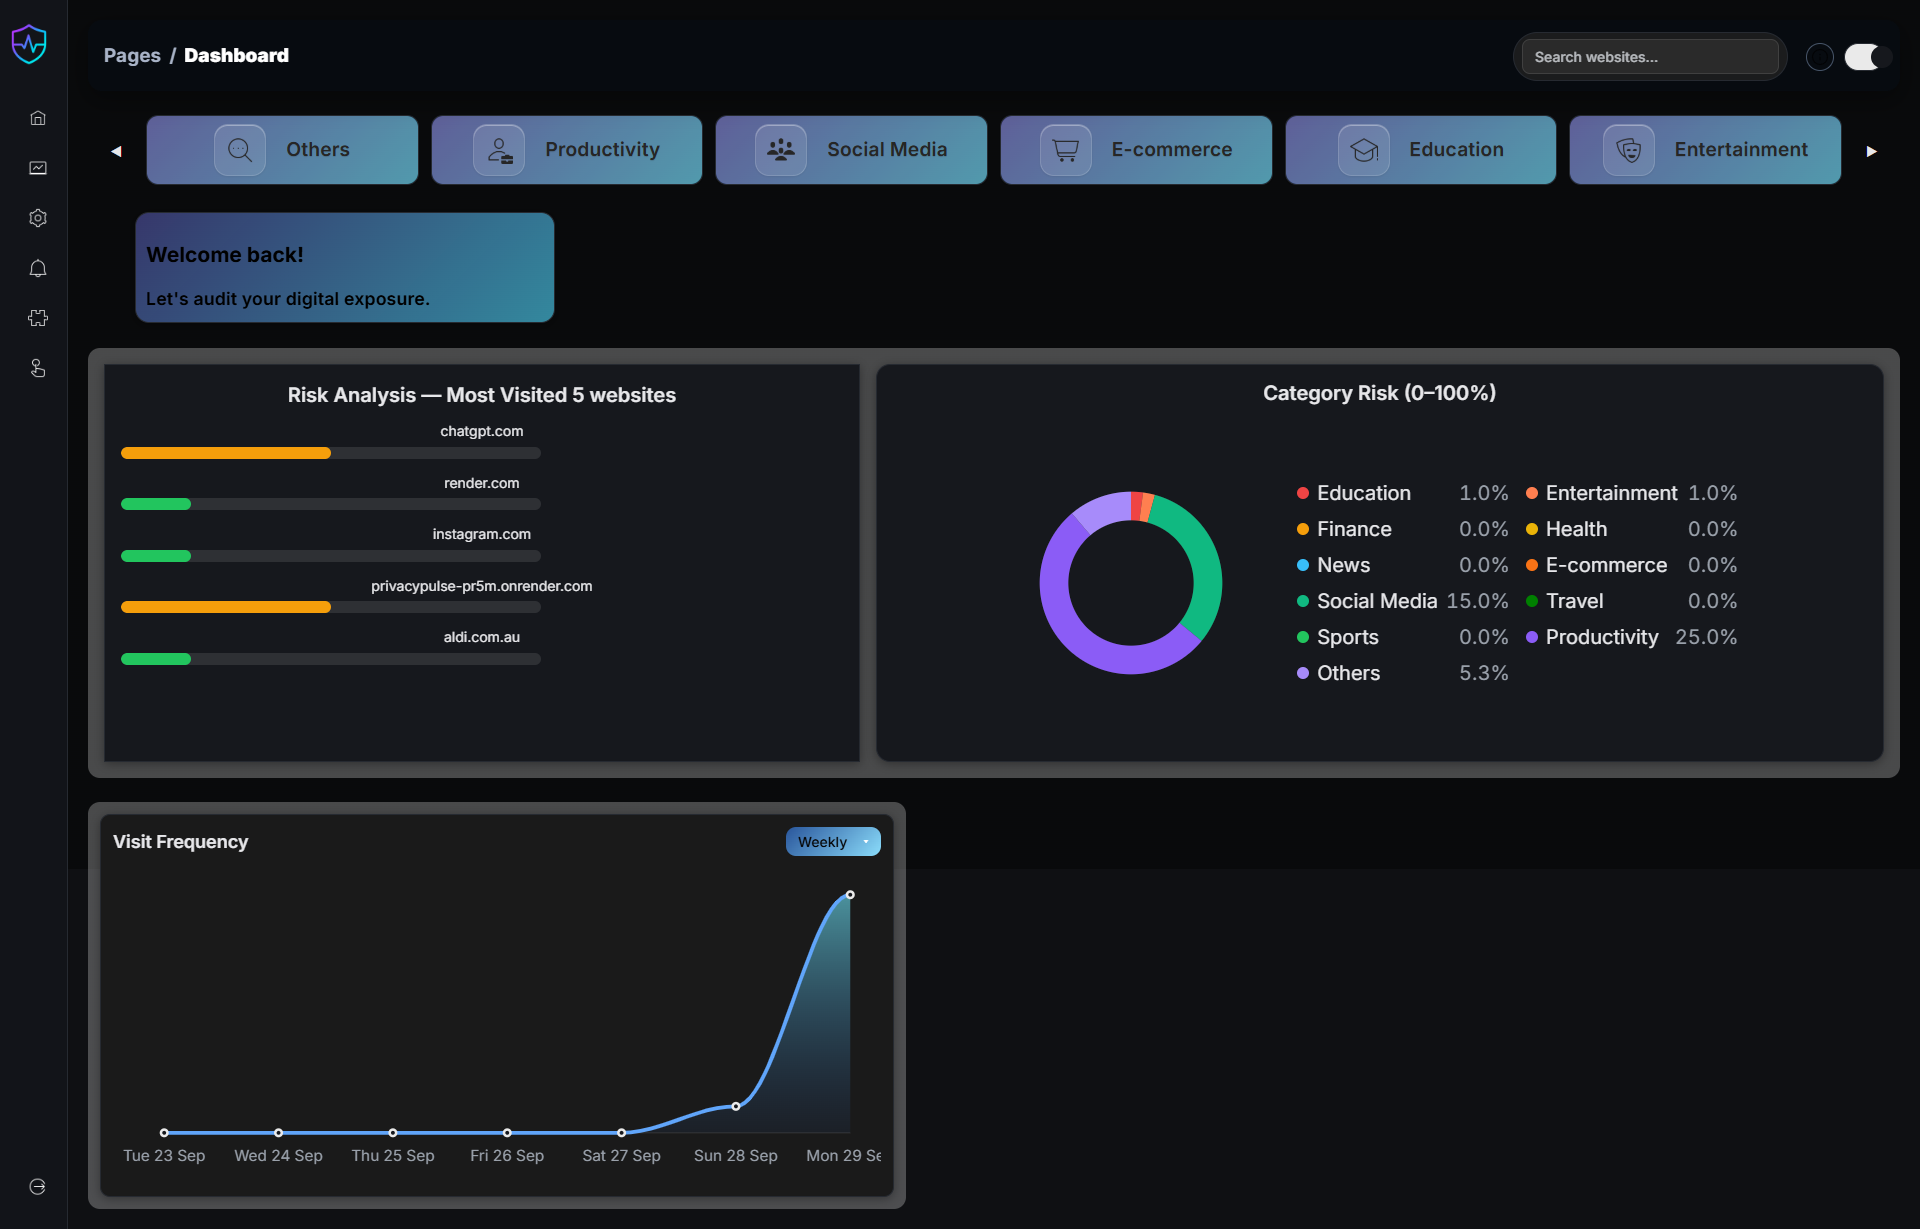 Pages / Dashboard
Search websites...
Others
Productivity
Social Media
E-commerce
Education
Entertainment
Welcome back!
Let's audit your digital exposure.
Risk Analysis — Most Visited 5 websites
chatgpt.com
render.com
instagram.com
privacypulse-pr5m.onrender.com
aldi.com.au
Category Risk (0–100%)
Education 1.0% Entertainment 1.0%
Finance 0.0% Health 0.0%
News 0.0% E-commerce 0.0%
Social Media 15.0% Travel 0.0%
Sports 0.0% Productivity 25.0%
Others 5.3%
Visit Frequency
Weekly
Tue 23 Sep Wed 24 Sep Thu 25 Sep Fri 26 Sep Sat 27 Sep Sun 28 Sep Mon 29 Se